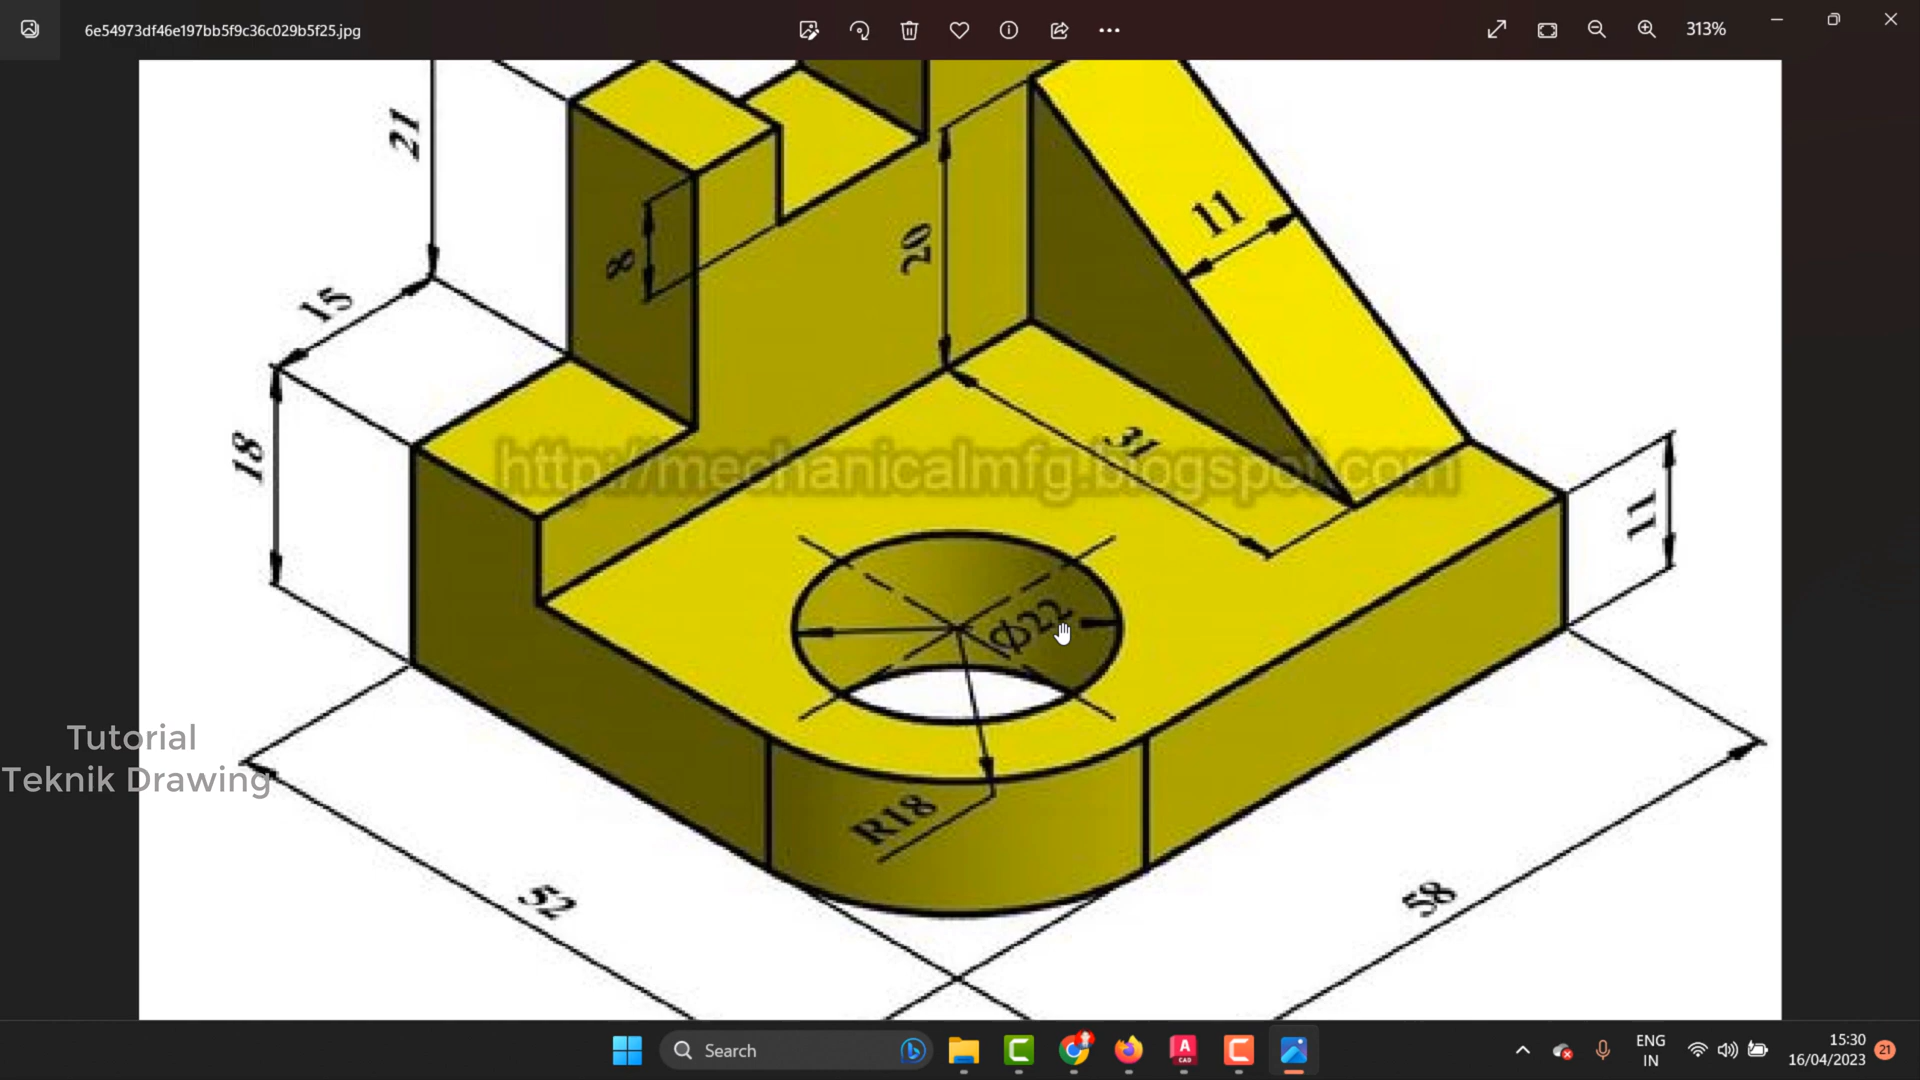 6e54973df46e197bb5f9c36c029b5f25.jpg
313%
21
11
20
8
15
31
18
http://mechanicalmfg.blogspot.com
11
Φ22
Tutorial
Teknik Drawing
R18
52
58
Search
ENG
IN
15:30
16/04/2023
21